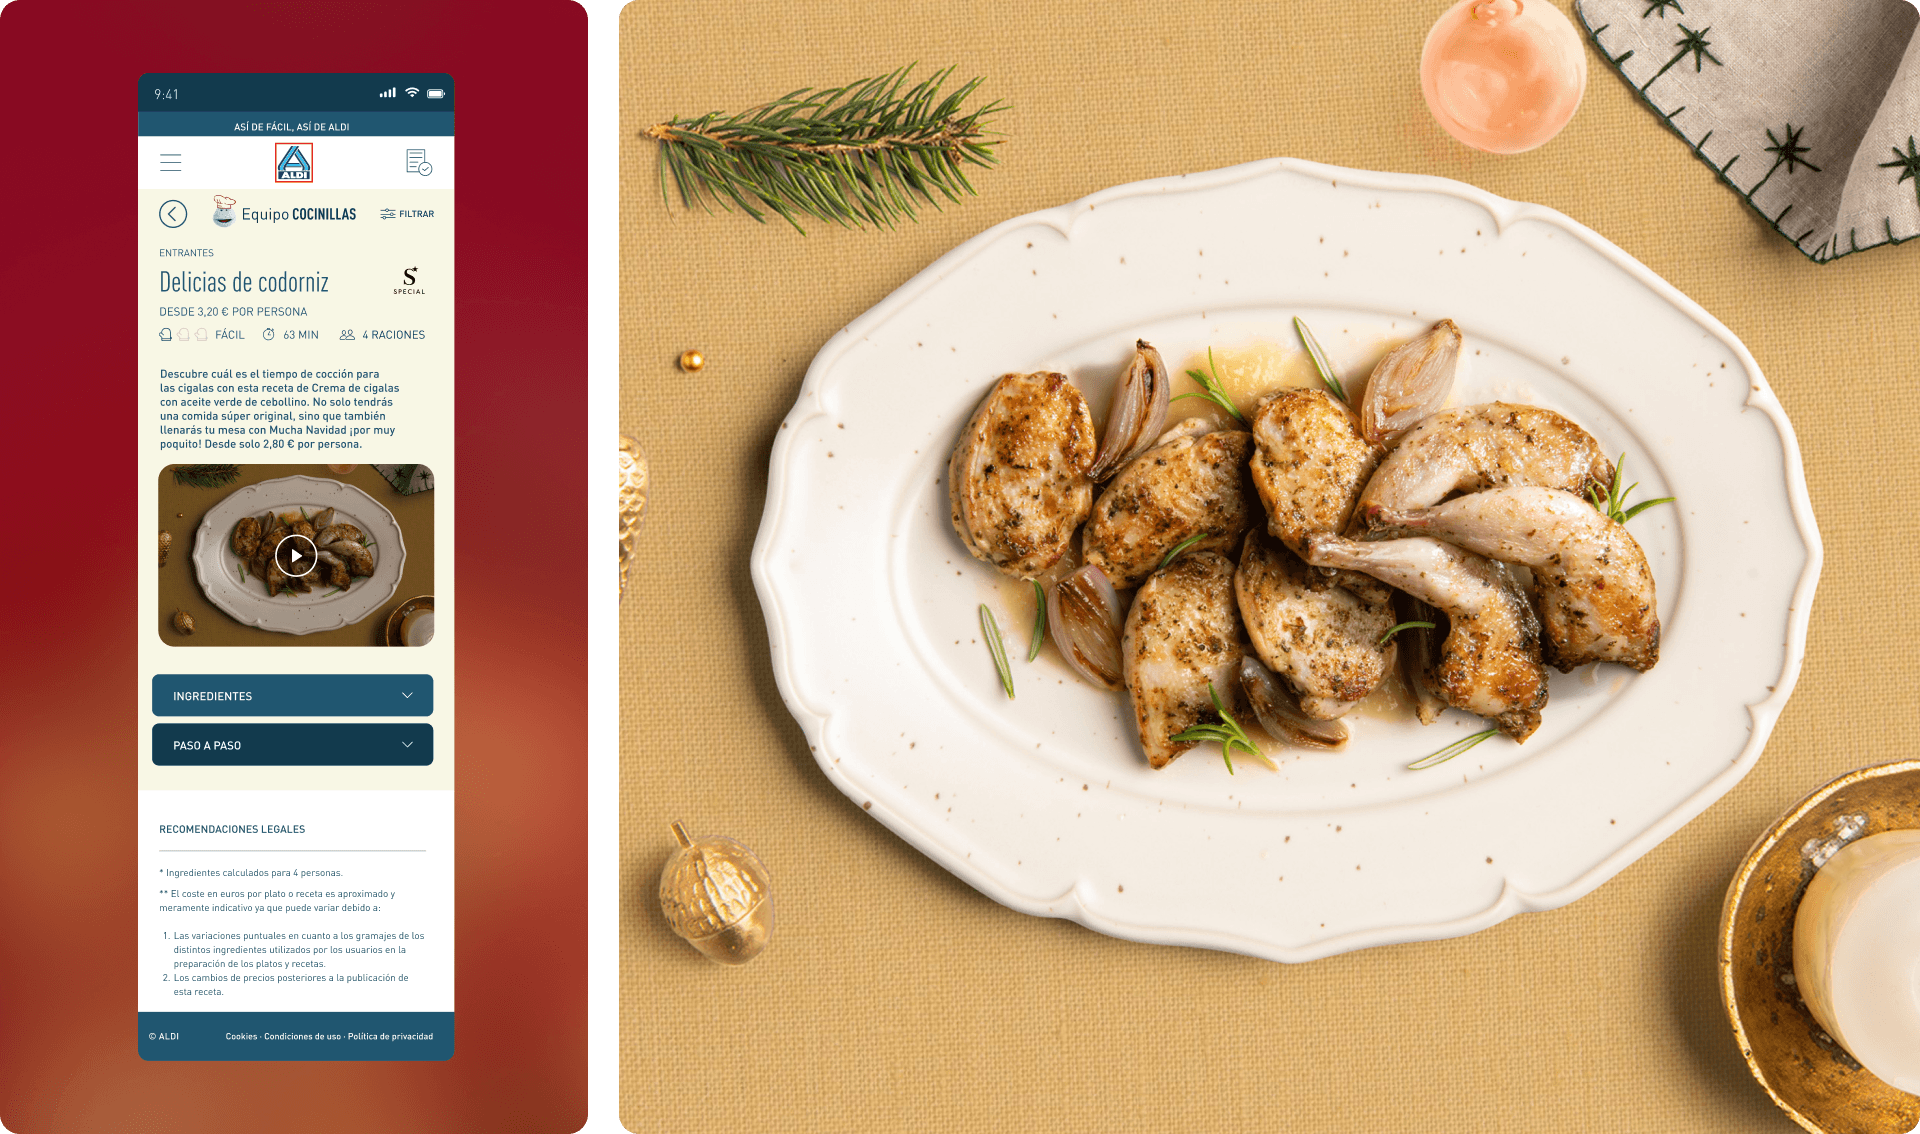 9:41
ASÍ DE FÁCIL, ASÍ DE ALDI
ALDI
Equipo COCINILLAS
FILTRAR
ENTRANTES
Delicias de codorniz
S
SPECIAL
DESDE 3,20 € POR PERSONA
FÁCIL
63 MIN
4 RACIONES
Descubre cuál es el tiempo de cocción para
las cigalas con esta receta de Crema de cigalas
con aceite verde de cebollino. No solo tendrás
una comida súper original, sino que también
llenarás tu mesa con Mucha Navidad ¡por muy
poquito! Desde solo 2,80 € por persona.
INGREDIENTES
PASO A PASO
RECOMENDACIONES LEGALES
* Ingredientes calculados para 4 personas.
** El coste en euros por plato o receta es aproximado y
meramente indicativo ya que puede variar debido a:
1. Las variaciones puntuales en cuanto a los gramajes de los
distintos ingredientes utilizados por los usuarios en la
preparación de los platos y recetas.
2. Los cambios de precios posteriores a la publicación de
esta receta.
© ALDI
Cookies · Condiciones de uso · Política de privacidad